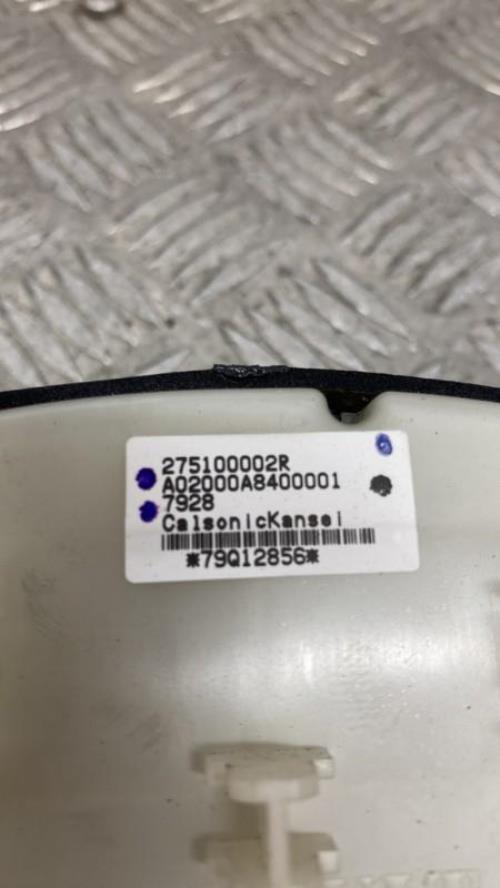 275100002R
A02000A8400001
7928
CalsonicKansei
*79Q12856*